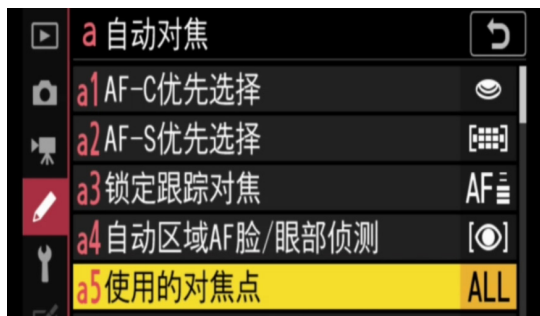 a 自动对焦
a1 AF-C优先选择
a2 AF-S优先选择
a3 锁定跟踪对焦 AF
a4 自动区域AF脸/眼部侦测
a5 使用的对焦点 ALL